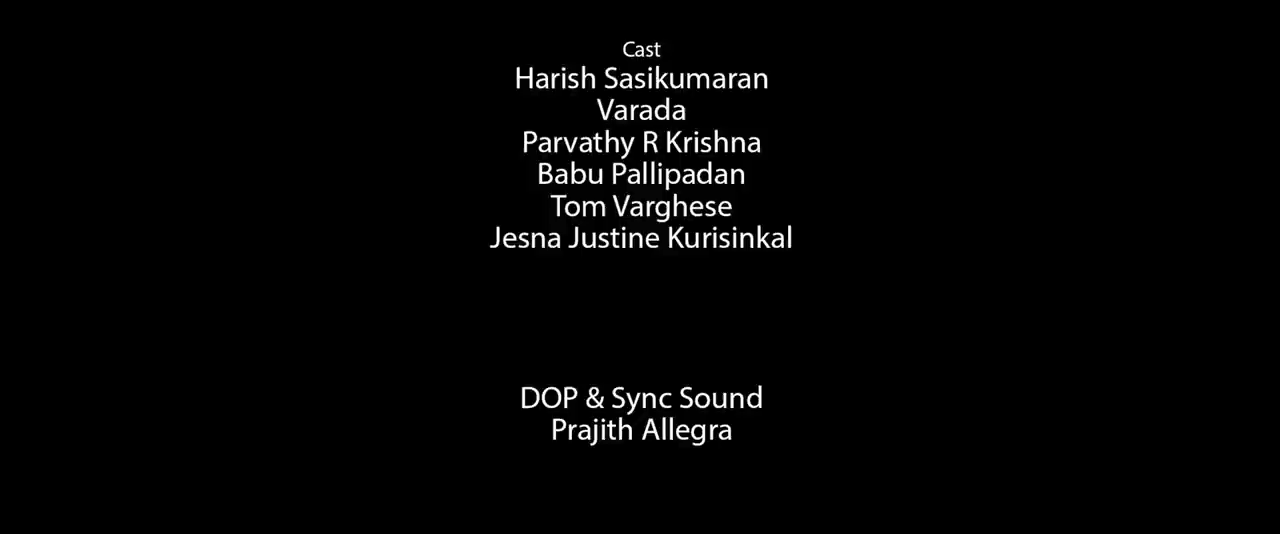 Cast
Harish Sasikumaran
Varada
Parvathy R Krishna
Babu Pallipadan
Tom Varghese
Jesna Justine Kurisinkal
DOP & Sync Sound
Prajith Allegra